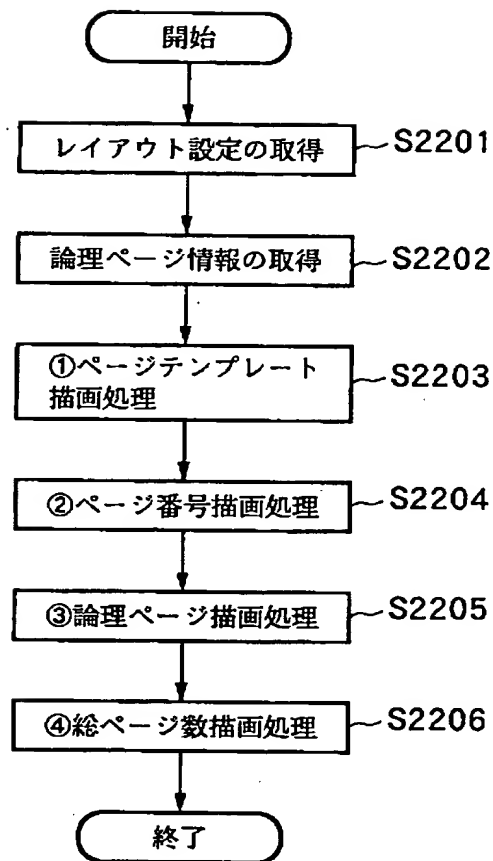 開始
レイアウト設定の取得
S2201
論理ページ情報の取得
S2202
①ページテンプレート
描画処理
S2203
②ページ番号描画処理
S2204
③論理ページ描画処理
S2205
④総ページ数描画処理
S2206
終了